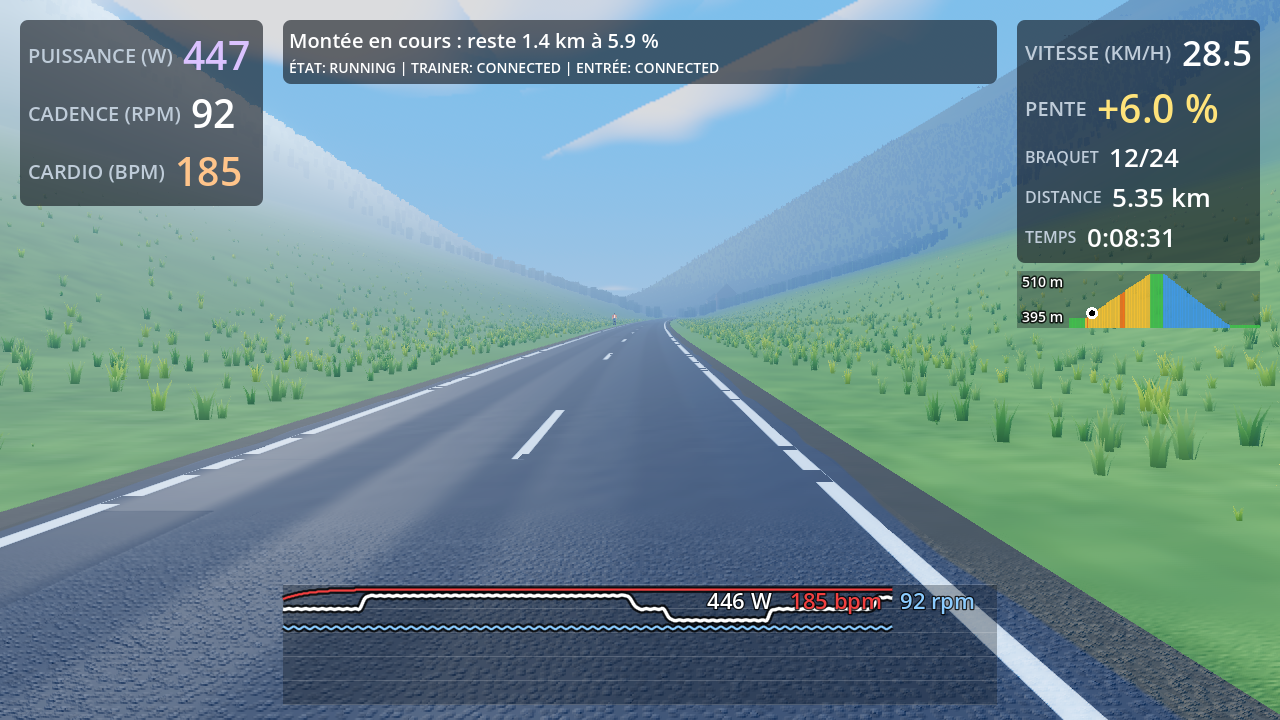 PUISSANCE (W) 447
CADENCE (RPM) 92
CARDIO (BPM) 185
Montée en cours : reste 1.4 km à 5.9 %
ÉTAT: RUNNING | TRAINER: CONNECTED | ENTRÉE: CONNECTED
VITESSE (KM/H) 28.5
PENTE +6.0 %
BRAQUET 12/24
DISTANCE 5.35 km
TEMPS 0:08:31
510 m
395 m
446 W 185 bpm 92 rpm